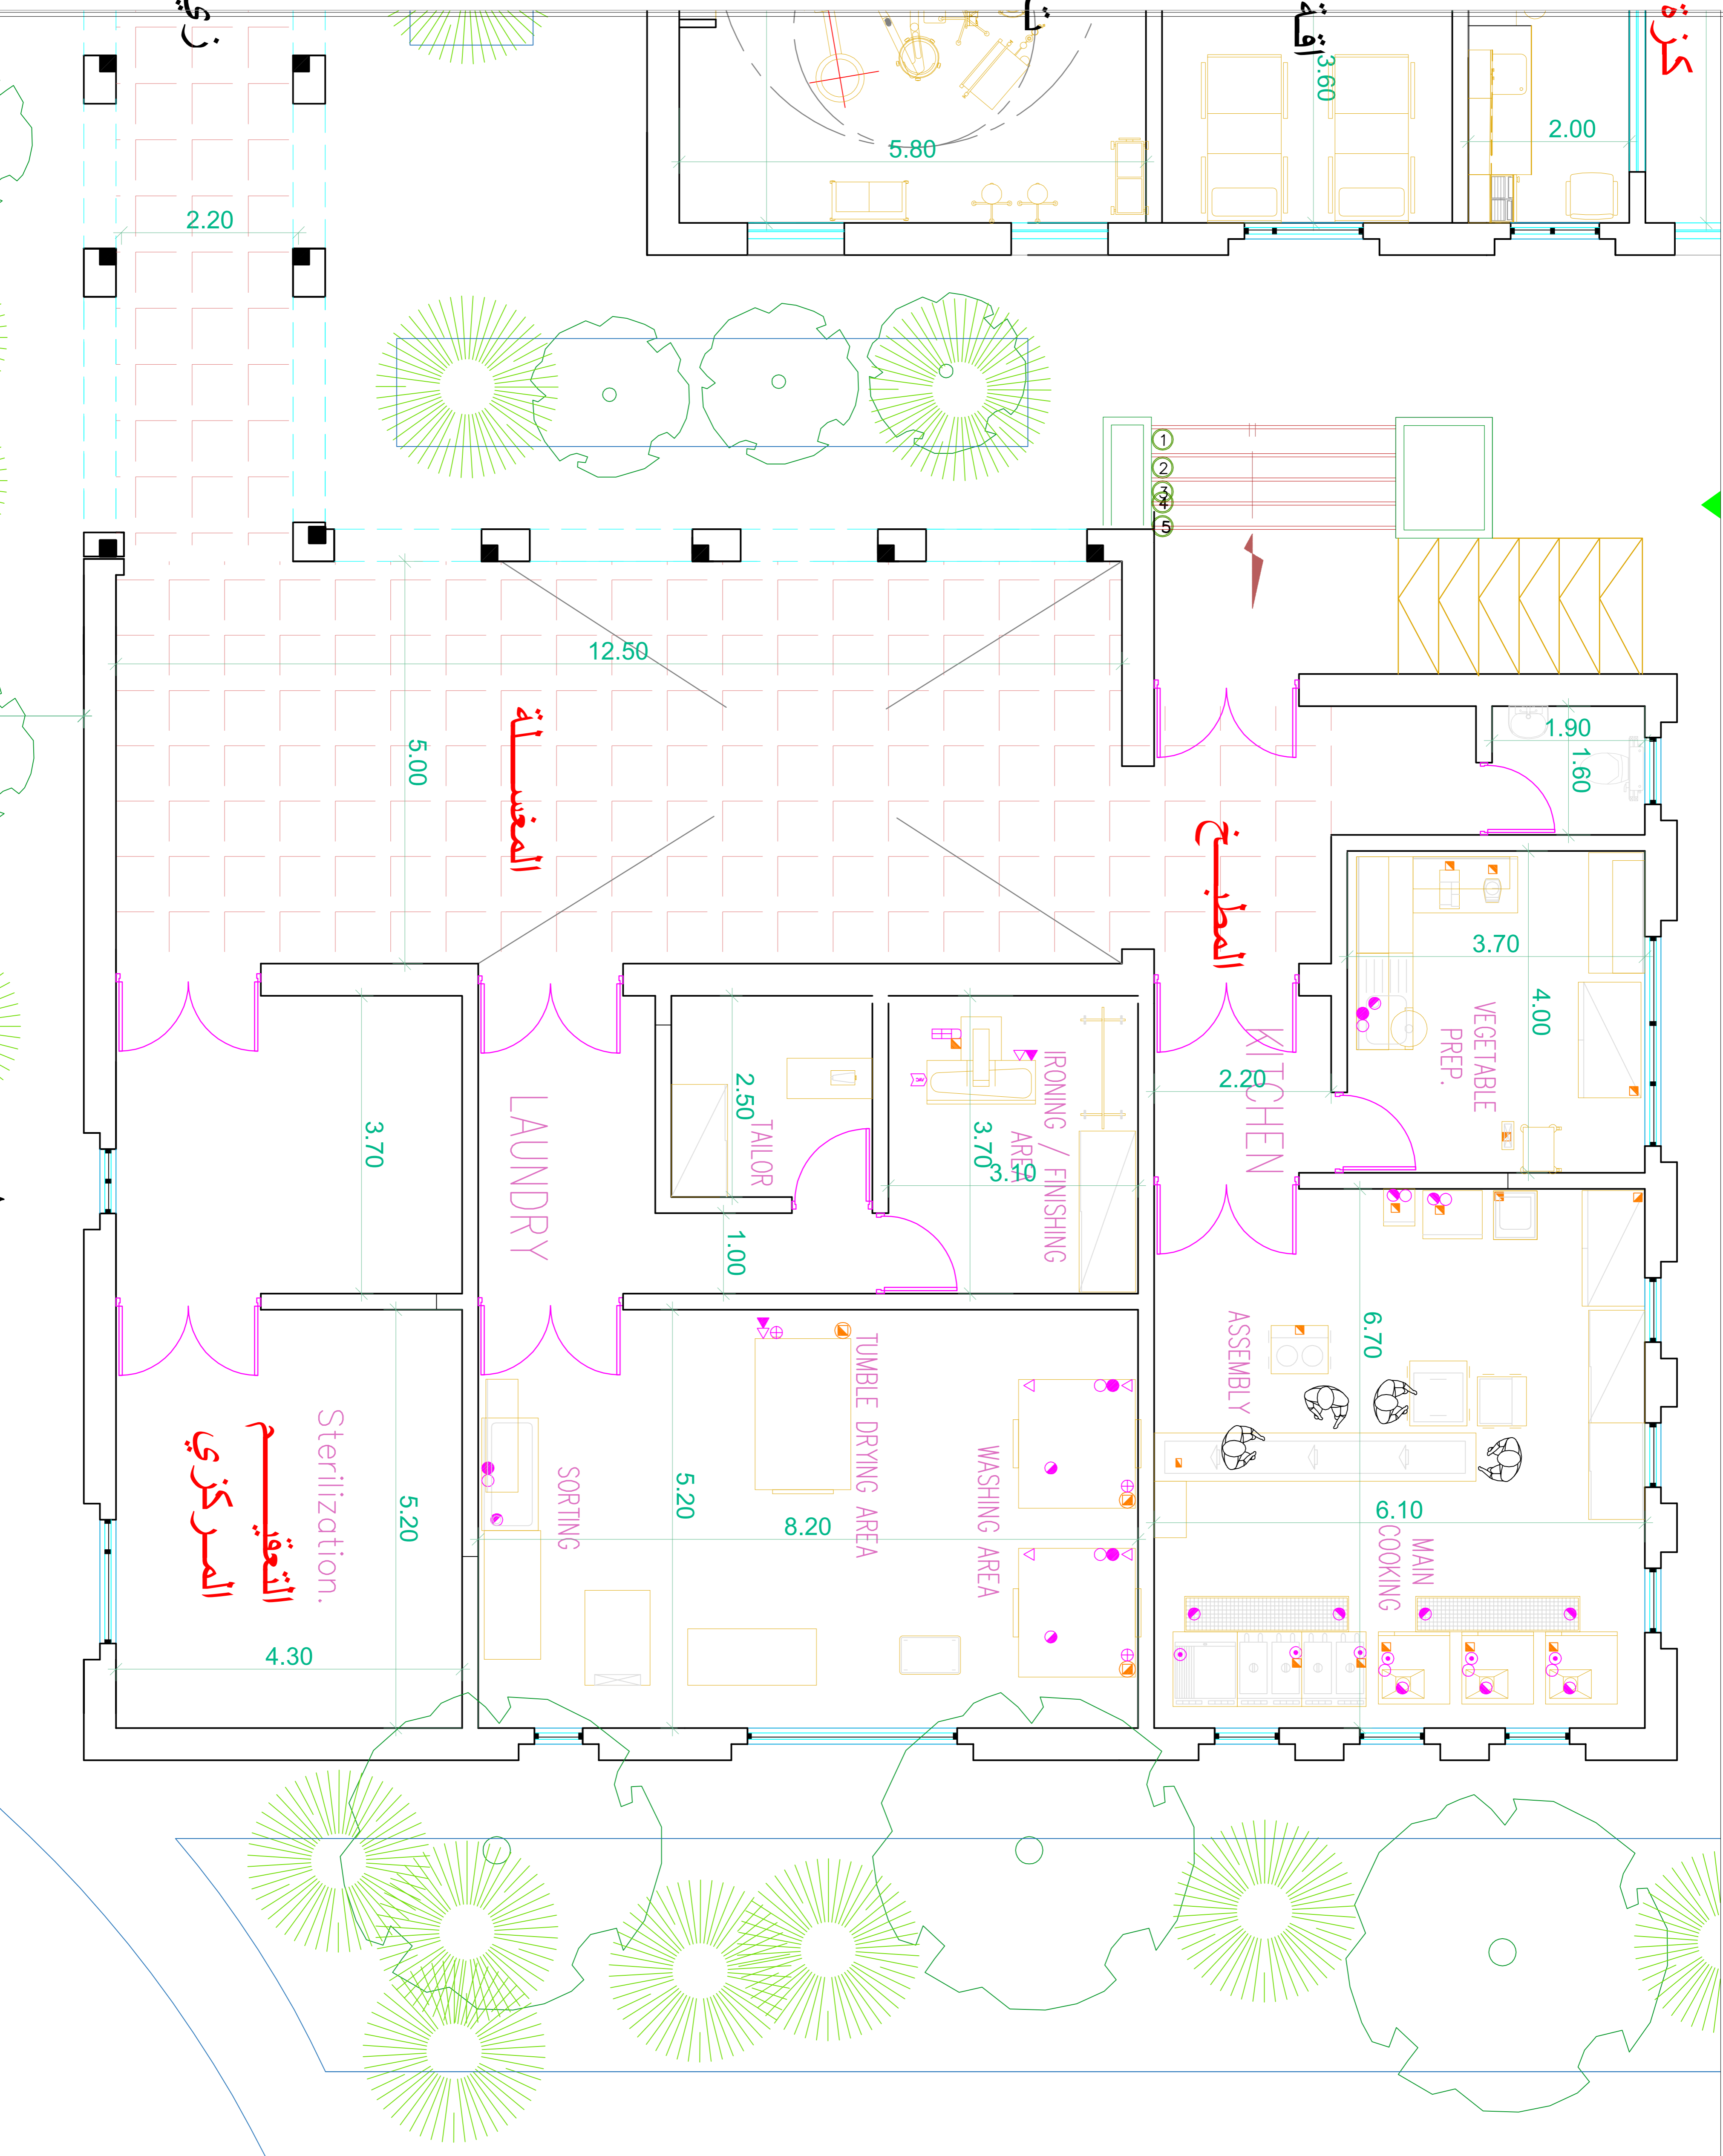 5.80
3.60
2.00
2.20
1
2
3
4
5
12.50
5.00
المغسلة
المطبخ
1.90
1.60
3.70
4.00
VEGETABLE
PREP.
KITCHEN
2.20
LAUNDRY
3.70
2.50
TAILOR
1.00
IRONING / FINISHING
AREA
3.70
3.10
ASSEMBLY
6.70
6.10
MAIN
COOKING
TUMBLE DRYING AREA
WASHING AREA
SORTING
5.20
8.20
Sterilization.
التعقيم
المركزي
5.20
4.30